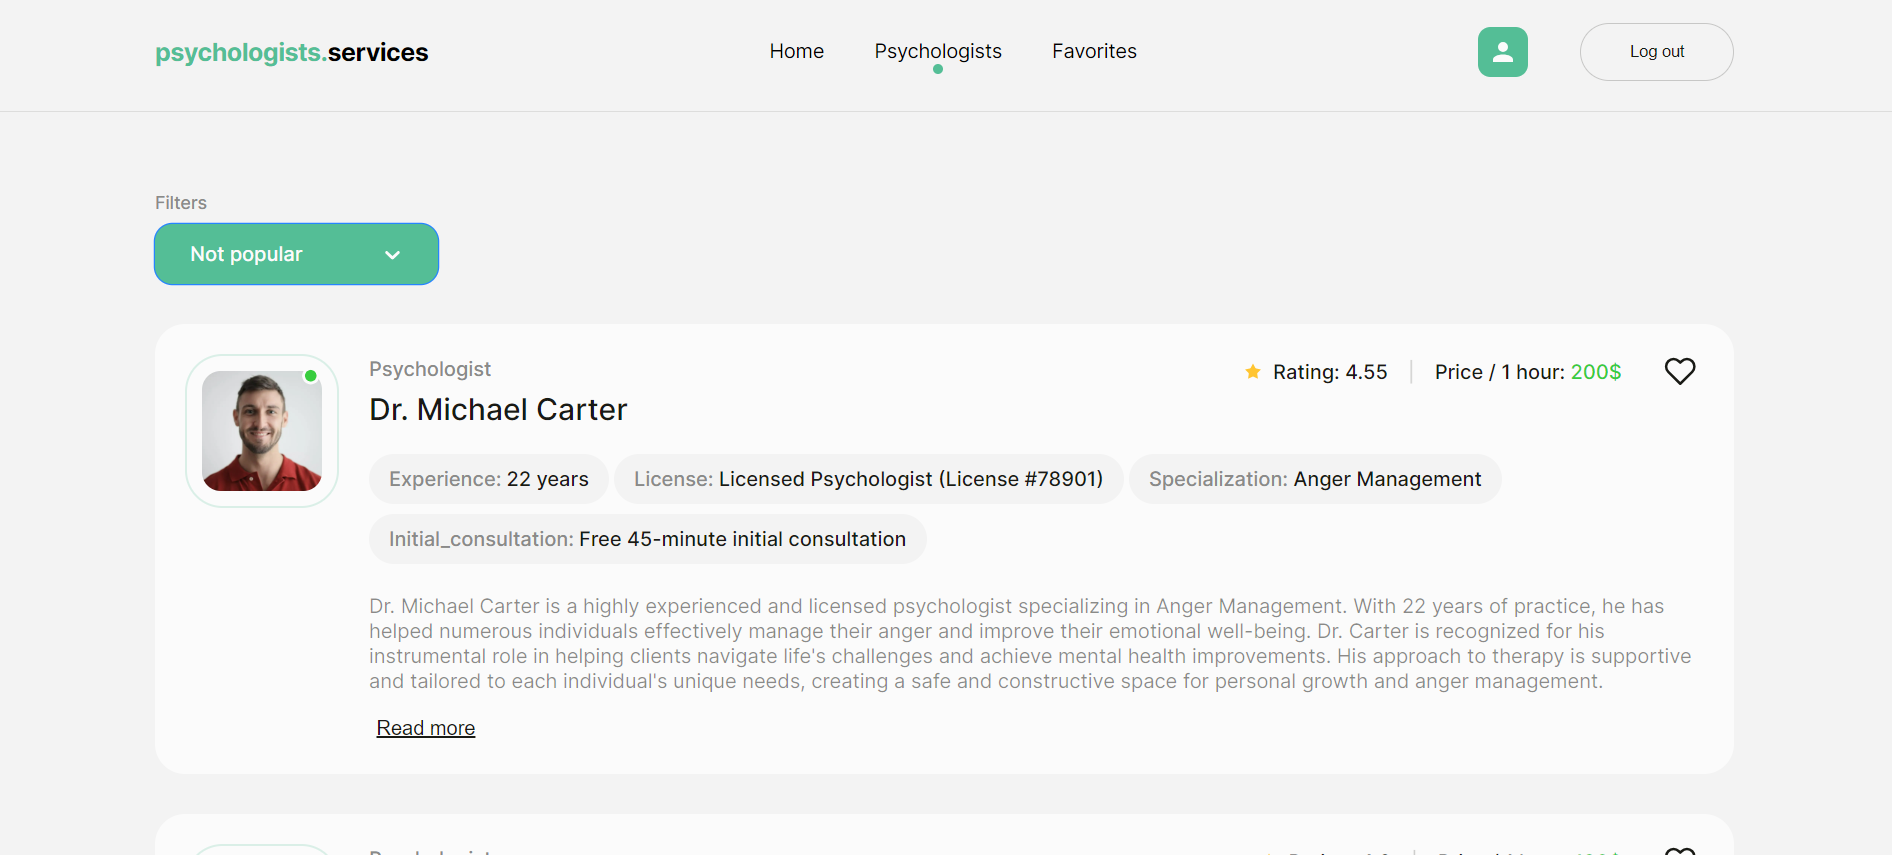 psychologists.services
Home
Psychologists
Favorites
Log out
Filters
Not popular
Psychologist
Rating: 4.55
Price / 1 hour: 200$
Dr. Michael Carter
Experience: 22 years
License: Licensed Psychologist (License #78901)
Specialization: Anger Management
Initial_consultation: Free 45-minute initial consultation
Dr. Michael Carter is a highly experienced and licensed psychologist specializing in Anger Management. With 22 years of practice, he has
helped numerous individuals effectively manage their anger and improve their emotional well-being. Dr. Carter is recognized for his
instrumental role in helping clients navigate life's challenges and achieve mental health improvements. His approach to therapy is supportive
and tailored to each individual's unique needs, creating a safe and constructive space for personal growth and anger management.
Read more